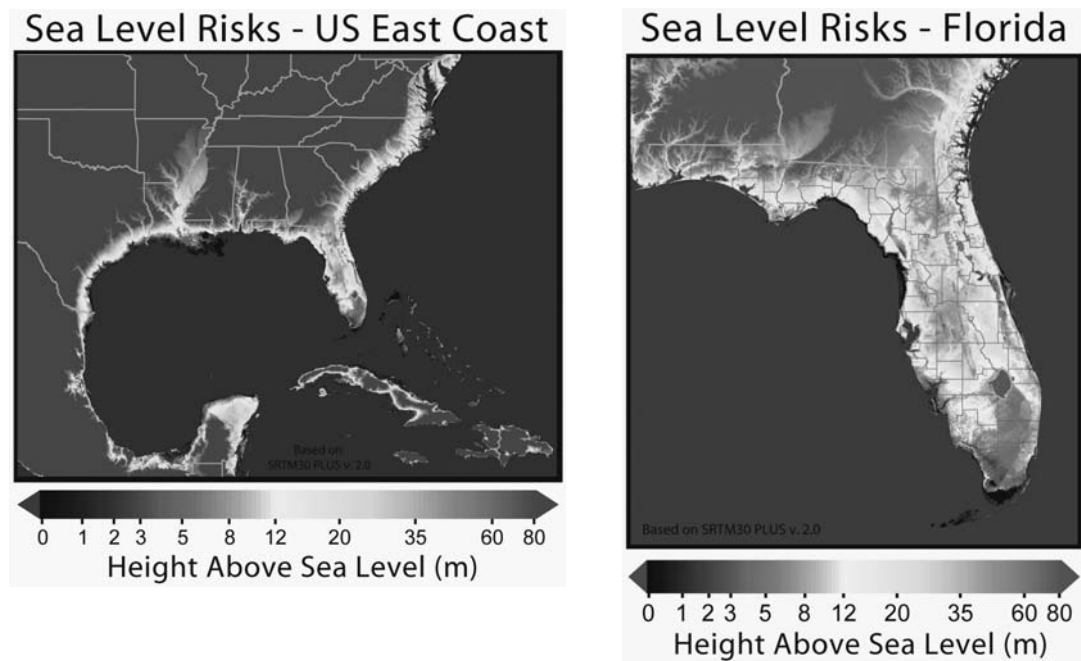 Sea Level Risks - US East Coast
Based on
SRTM30 PLUS v. 2.0
0 1 2 3 5 8 12 20 35 60 80
Height Above Sea Level (m)
Sea Level Risks - Florida
Based on SRTM30 PLUS v. 2.0
0 1 2 3 5 8 12 20 35 60 80
Height Above Sea Level (m)